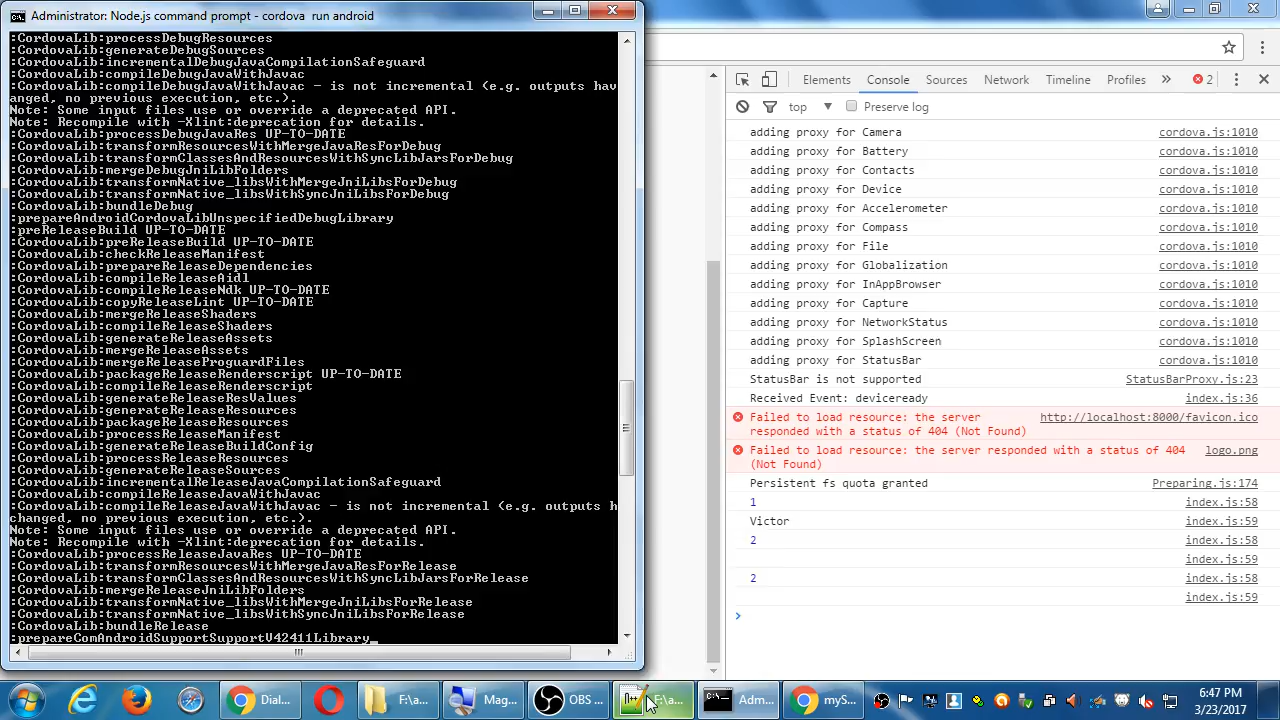 Administrator: Node.js command prompt - cordova  run android
:CordovaLib:processDebugResources
:CordovaLib:generateDebugSources
:CordovaLib:incrementalDebugJavaCompilationSafeguard
:CordovaLib:compileDebugJavaWithJavac
:CordovaLib:compileDebugJavaWithJavac - is not incremental (e.g. outputs hav
anged, no previous execution, etc.).
Note: Some input files use or override a deprecated API.
Note: Recompile with -Xlint:deprecation for details.
:CordovaLib:processDebugJavaRes UP-TO-DATE
:CordovaLib:transformResourcesWithMergeJavaResForDebug
:CordovaLib:transformClassesAndResourcesWithSyncLibJarsForDebug
:CordovaLib:mergeDebugJniLibFolders
:CordovaLib:transformNative_libsWithMergeJniLibsForDebug
:CordovaLib:transformNative_libsWithSyncJniLibsForDebug
:CordovaLib:bundleDebug
:prepareAndroidCordovaLibUnspecifiedDebugLibrary
:preReleaseBuild UP-TO-DATE
:CordovaLib:preReleaseBuild UP-TO-DATE
:CordovaLib:checkReleaseManifest
:CordovaLib:prepareReleaseDependencies
:CordovaLib:compileReleaseAidl
:CordovaLib:compileReleaseNdk UP-TO-DATE
:CordovaLib:copyReleaseLint UP-TO-DATE
:CordovaLib:mergeReleaseShaders
:CordovaLib:compileReleaseShaders
:CordovaLib:generateReleaseAssets
:CordovaLib:mergeReleaseAssets
:CordovaLib:mergeReleaseProguardFiles
:CordovaLib:packageReleaseRenderscript UP-TO-DATE
:CordovaLib:compileReleaseRenderscript
:CordovaLib:generateReleaseResValues
:CordovaLib:generateReleaseResources
:CordovaLib:packageReleaseResources
:CordovaLib:processReleaseManifest
:CordovaLib:generateReleaseBuildConfig
:CordovaLib:processReleaseResources
:CordovaLib:generateReleaseSources
:CordovaLib:incrementalReleaseJavaCompilationSafeguard
:CordovaLib:compileReleaseJavaWithJavac
:CordovaLib:compileReleaseJavaWithJavac - is not incremental (e.g. outputs h
changed, no previous execution, etc.).
Note: Some input files use or override a deprecated API.
Note: Recompile with -Xlint:deprecation for details.
:CordovaLib:processReleaseJavaRes UP-TO-DATE
:CordovaLib:transformResourcesWithMergeJavaResForRelease
:CordovaLib:transformClassesAndResourcesWithSyncLibJarsForRelease
:CordovaLib:mergeReleaseJniLibFolders
:CordovaLib:transformNative_libsWithMergeJniLibsForRelease
:CordovaLib:transformNative_libsWithSyncJniLibsForRelease
:CordovaLib:bundleRelease
:prepareComAndroidSupportSupportV42411Library_
Elements Console Sources Network Timeline Profiles » 2
top Preserve log
adding proxy for Camera cordova.js:1010
adding proxy for Battery cordova.js:1010
adding proxy for Contacts cordova.js:1010
adding proxy for Device cordova.js:1010
adding proxy for Accelerometer cordova.js:1010
adding proxy for Compass cordova.js:1010
adding proxy for File cordova.js:1010
adding proxy for Globalization cordova.js:1010
adding proxy for InAppBrowser cordova.js:1010
adding proxy for Capture cordova.js:1010
adding proxy for NetworkStatus cordova.js:1010
adding proxy for SplashScreen cordova.js:1010
adding proxy for StatusBar cordova.js:1010
StatusBar is not supported StatusBarProxy.js:23
Received Event: deviceready index.js:36
Failed to load resource: the server http://localhost:8000/favicon.ico
responded with a status of 404 (Not Found)
Failed to load resource: the server responded with a status of 404 logo.png
(Not Found)
Persistent fs quota granted Preparing.js:174
1 index.js:58
Victor index.js:59
2 index.js:58
index.js:59
2 index.js:58
index.js:59
Dial... F:\a... Mag... OBS ... F:\a... Adm... myS...
6:47 PM
3/23/2017